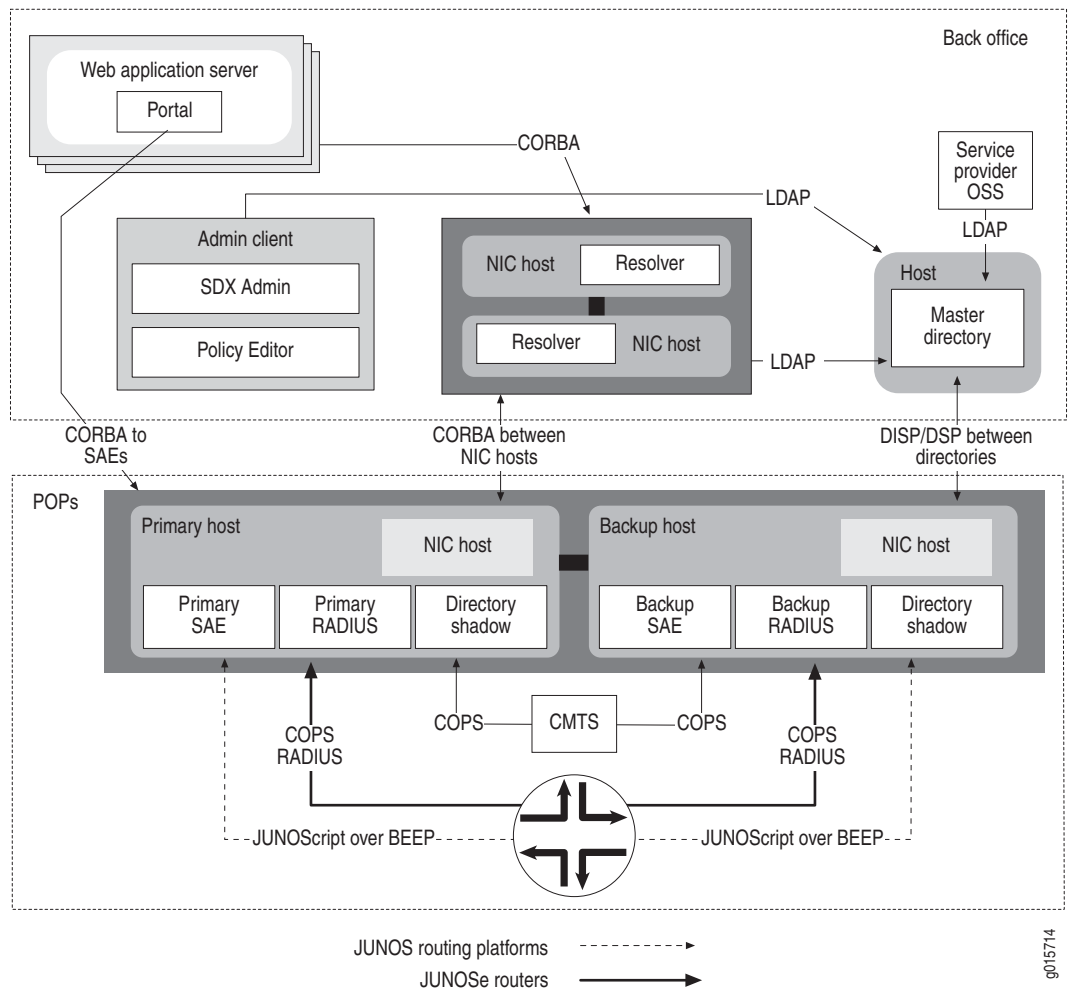 Back office
Web application server
Portal
CORBA
Service
provider
OSS
LDAP
LDAP
Admin client
SDX Admin
Policy Editor
NIC host
Resolver
Resolver
NIC host
Host
Master
directory
LDAP
CORBA to
SAEs
CORBA between
NIC hosts
DISP/DSP between
directories
POPs
Primary host
NIC host
Primary
SAE
Primary
RADIUS
Directory
shadow
Backup host
NIC host
Backup
SAE
Backup
RADIUS
Directory
shadow
COPS
CMTS
COPS
COPS
RADIUS
COPS
RADIUS
JUNOScript over BEEP
JUNOScript over BEEP
JUNOS routing platforms
JUNOSe routers
g015714